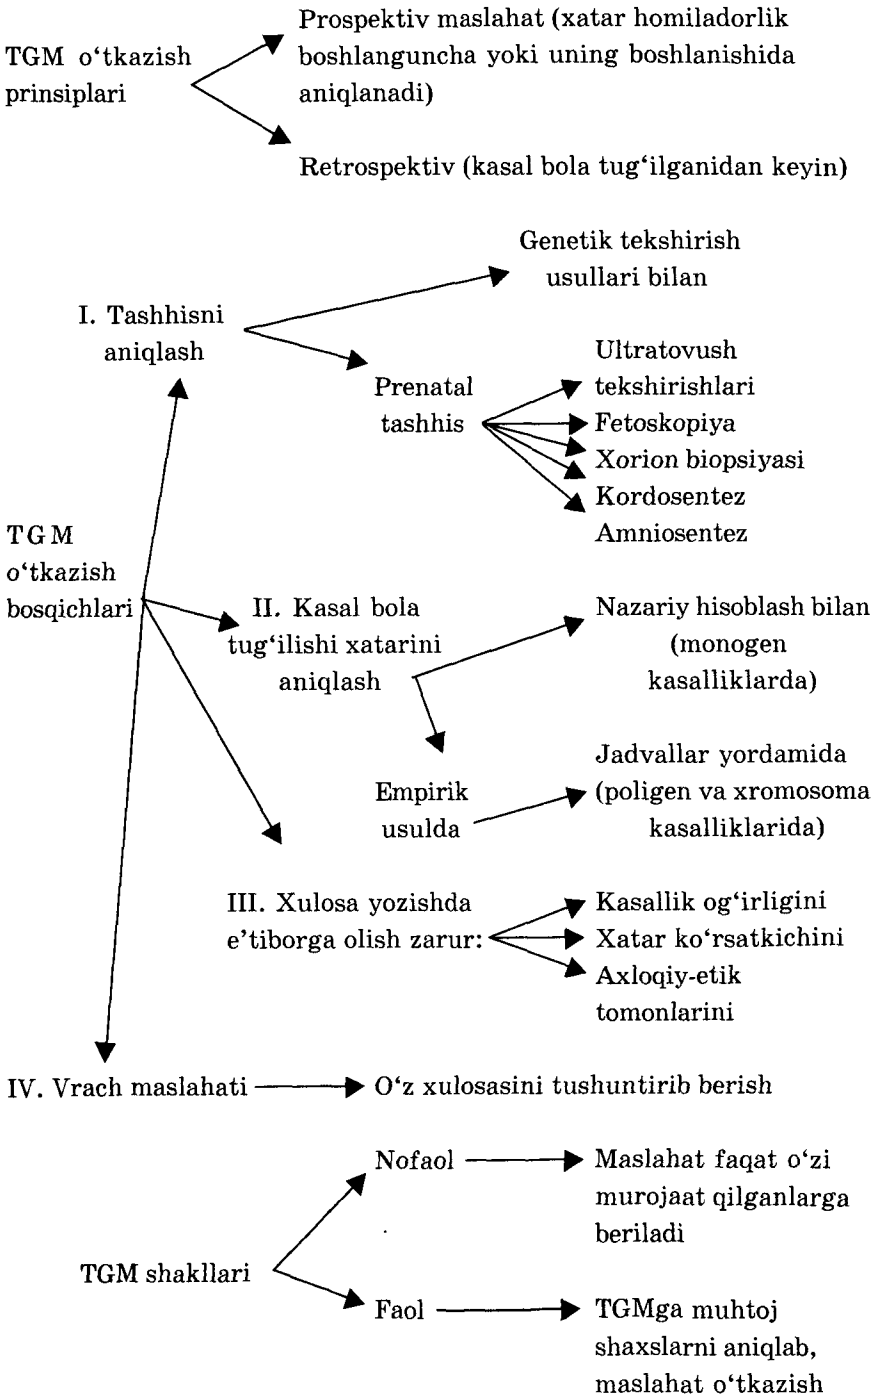 TGM o‘tkazish
prinsiplari
Prospektiv maslahat (xatar homiladorlik
boshlanguncha yoki uning boshlanishida
aniqlanadi)
Retrospektiv (kasal bola tug‘ilganidan keyin)
TGM
o‘tkazish
bosqichlari
I. Tashhisni
aniqlash
Genetik tekshirish
usullari bilan
Prenatal
tashhis
Ultratovush
tekshirishlari
Fetoskopiya
Xorion biopsiyasi
Kordosentez
Amniosentez
II. Kasal bola
tug‘ilishi xatarini
aniqlash
Nazariy hisoblash bilan
(monogen
kasalliklarda)
Empirik
usulda
Jadvallar yordamida
(poligen va xromosoma
kasalliklarida)
III. Xulosa yozishda
e’tiborga olish zarur:
Kasallik og‘irligini
Xatar ko‘rsatkichini
Axloqiy-etik
tomonlarini
IV. Vrach maslahati
O‘z xulosasini tushuntirib berish
TGM shakllari
Nofaol
Maslahat faqat o‘zi
murojaat qilganlarga
beriladi
Faol
TGMga muhtoj
shaxslarni aniqlab,
maslahat o‘tkazish